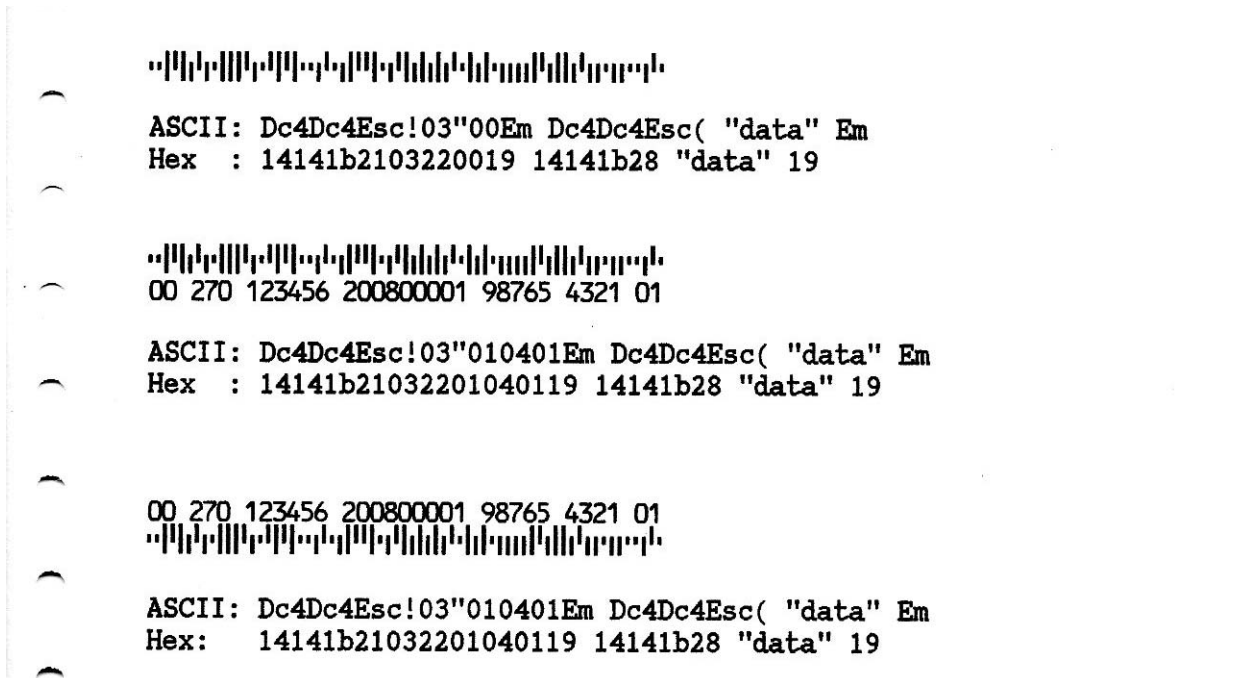 ASCII: Dc4Dc4Esc!03"00Em Dc4Dc4Esc( "data" Em
Hex  : 14141b2103220019 14141b28 "data" 19
00 270 123456 200800001 98765 4321 01
ASCII: Dc4Dc4Esc!03"010401Em Dc4Dc4Esc( "data" Em
Hex  : 14141b21032201040119 14141b28 "data" 19
00 270 123456 200800001 98765 4321 01
ASCII: Dc4Dc4Esc!03"010401Em Dc4Dc4Esc( "data" Em
Hex:   14141b21032201040119 14141b28 "data" 19